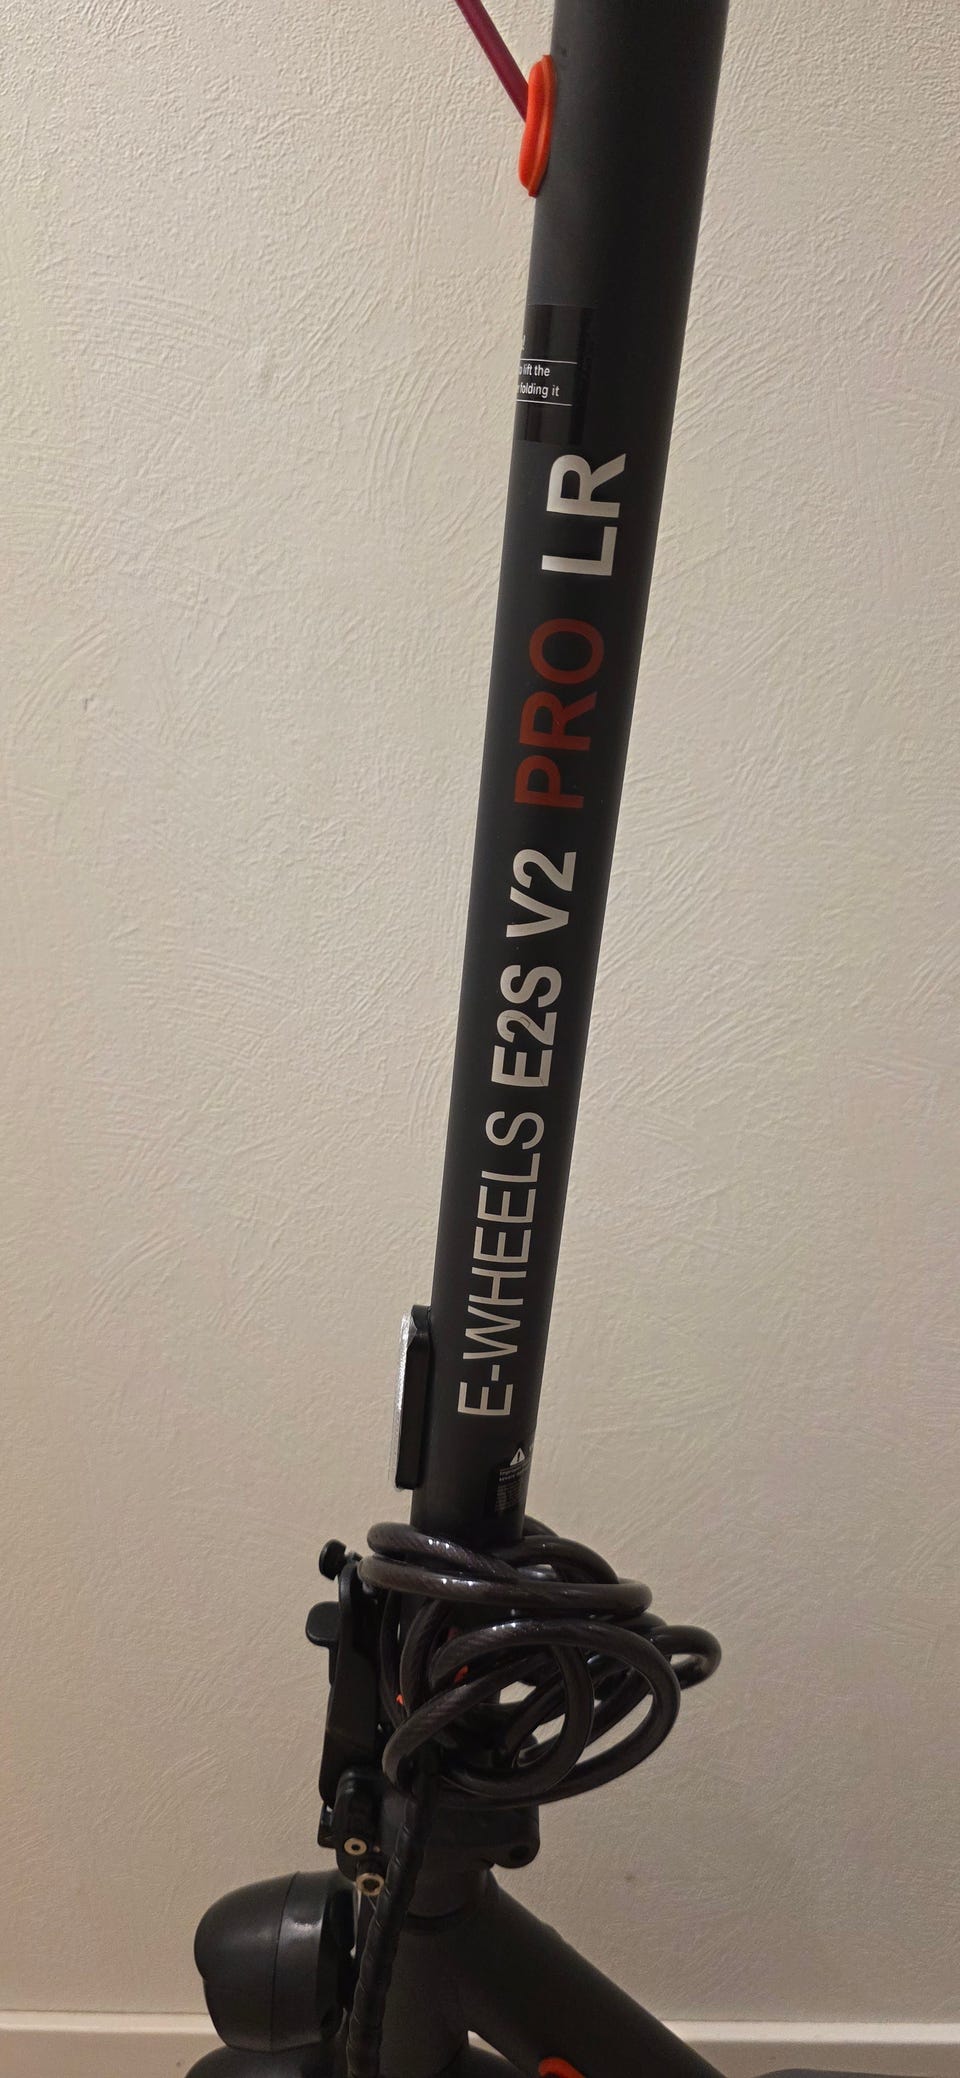 lift the
folding it
E-WHEELS E2S V2 PRO LR